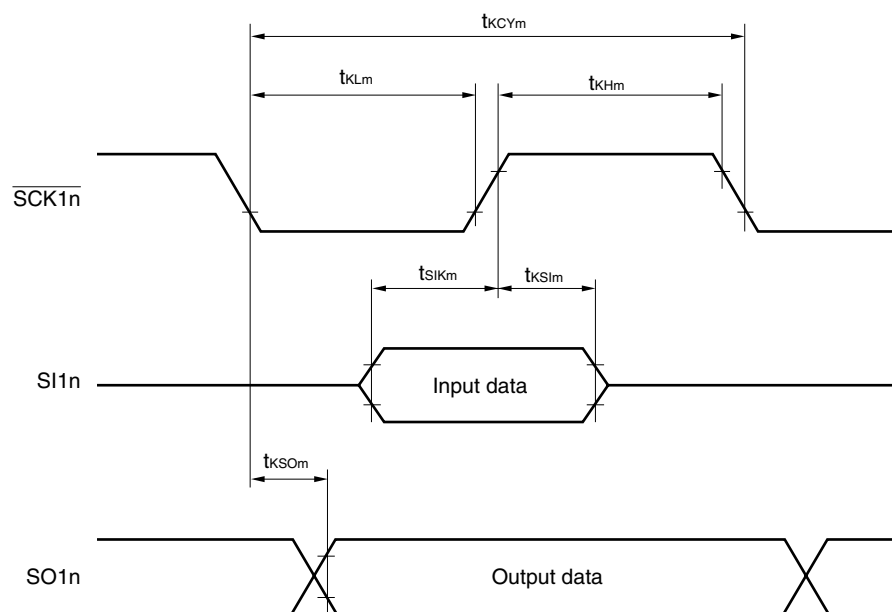 tKCYm
tKLm
tKHm
SCK1n
tSIKm
tKSIm
SI1n
Input data
tKSOm
SO1n
Output data